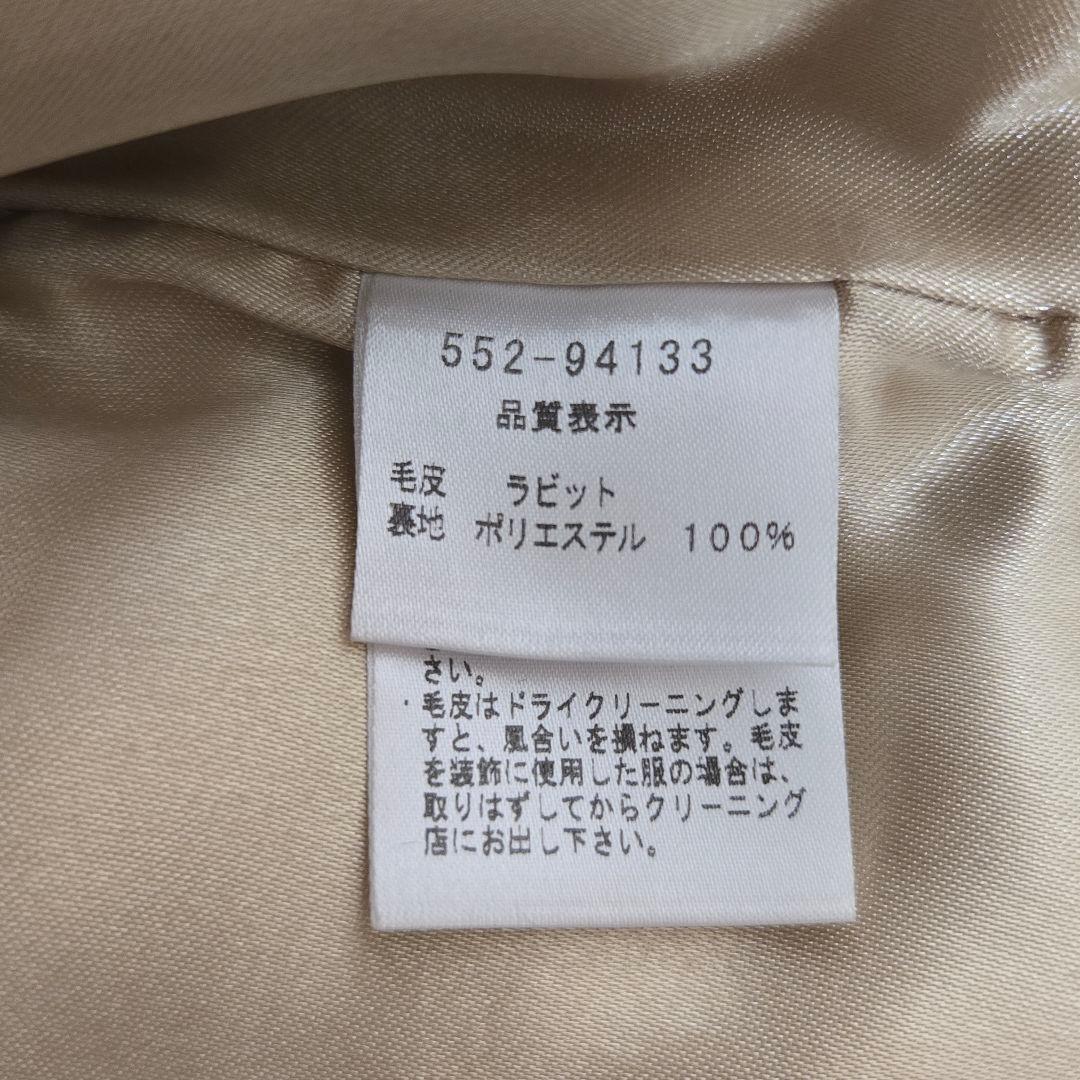 552-94133
品質表示
毛皮 ラビット
裏地 ポリエステル 100%
さい。
・毛皮はドライクリーニングしま
すと、風合いを損ねます。毛皮
を装飾に使用した服の場合は、
取りはずしてからクリーニング
店にお出し下さい。